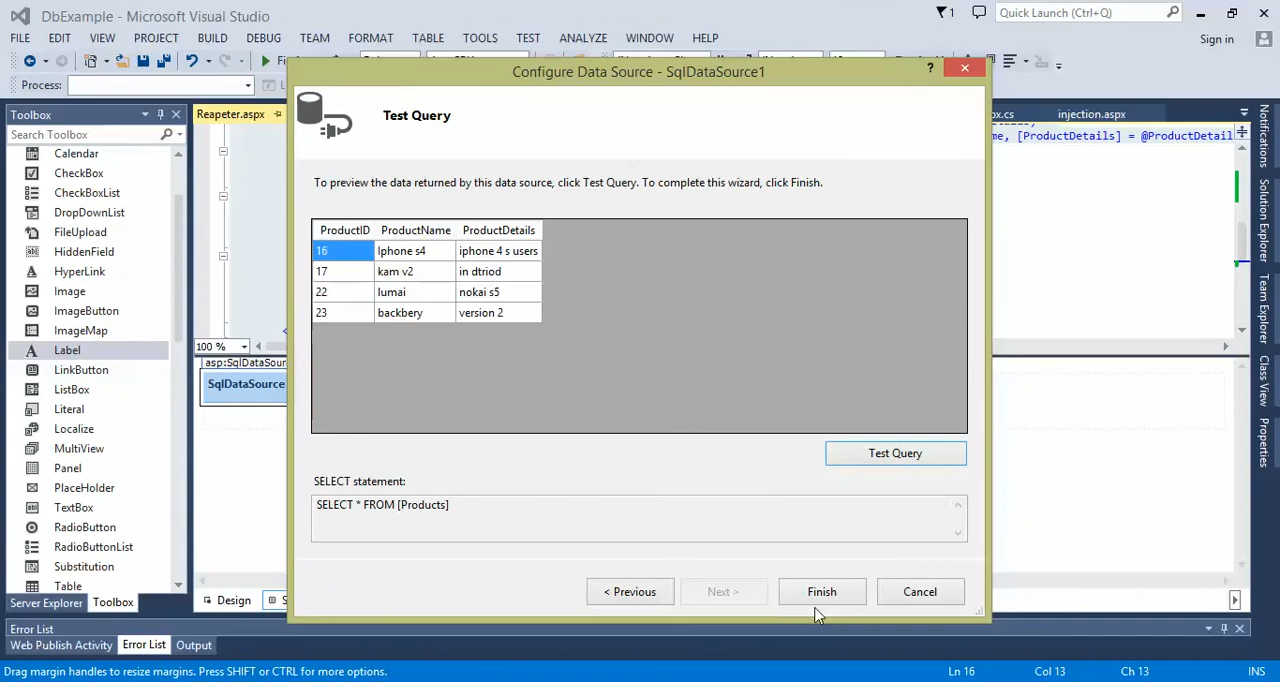 DbExample - Microsoft Visual Studio
1
Quick Launch (Ctrl+Q)
FILE EDIT VIEW PROJECT BUILD DEBUG TEAM FORMAT TABLE TOOLS TEST ANALYZE WINDOW HELP
Sign in
Process:
Configure Data Source - SqlDataSource1
?
Toolbox
Search Toolbox
Calendar
CheckBox
CheckBoxList
DropDownList
FileUpload
HiddenField
HyperLink
Image
ImageButton
ImageMap
Label
LinkButton
ListBox
Literal
Localize
MultiView
Panel
PlaceHolder
TextBox
RadioButton
RadioButtonList
Substitution
Table
Server Explorer Toolbox
Reapeter.aspx
injection.aspx
me, [ProductDetails] = @ProductDetail
100 %
asp:SqlDataSour
SqlDataSource
Design
Test Query
To preview the data returned by this data source, click Test Query. To complete this wizard, click Finish.
ProductID ProductName ProductDetails
16 Iphone s4 iphone 4 s users
17 kam v2 in dtriod
22 lumai nokai s5
23 backbery version 2
Test Query
SELECT statement:
SELECT * FROM [Products]
< Previous Next > Finish Cancel
Notifications
Solution Explorer
Team Explorer
Class View
Properties
Error List
Web Publish Activity Error List Output
Drag margin handles to resize margins. Press SHIFT or CTRL for more options.
Ln 16 Col 13 Ch 13 INS